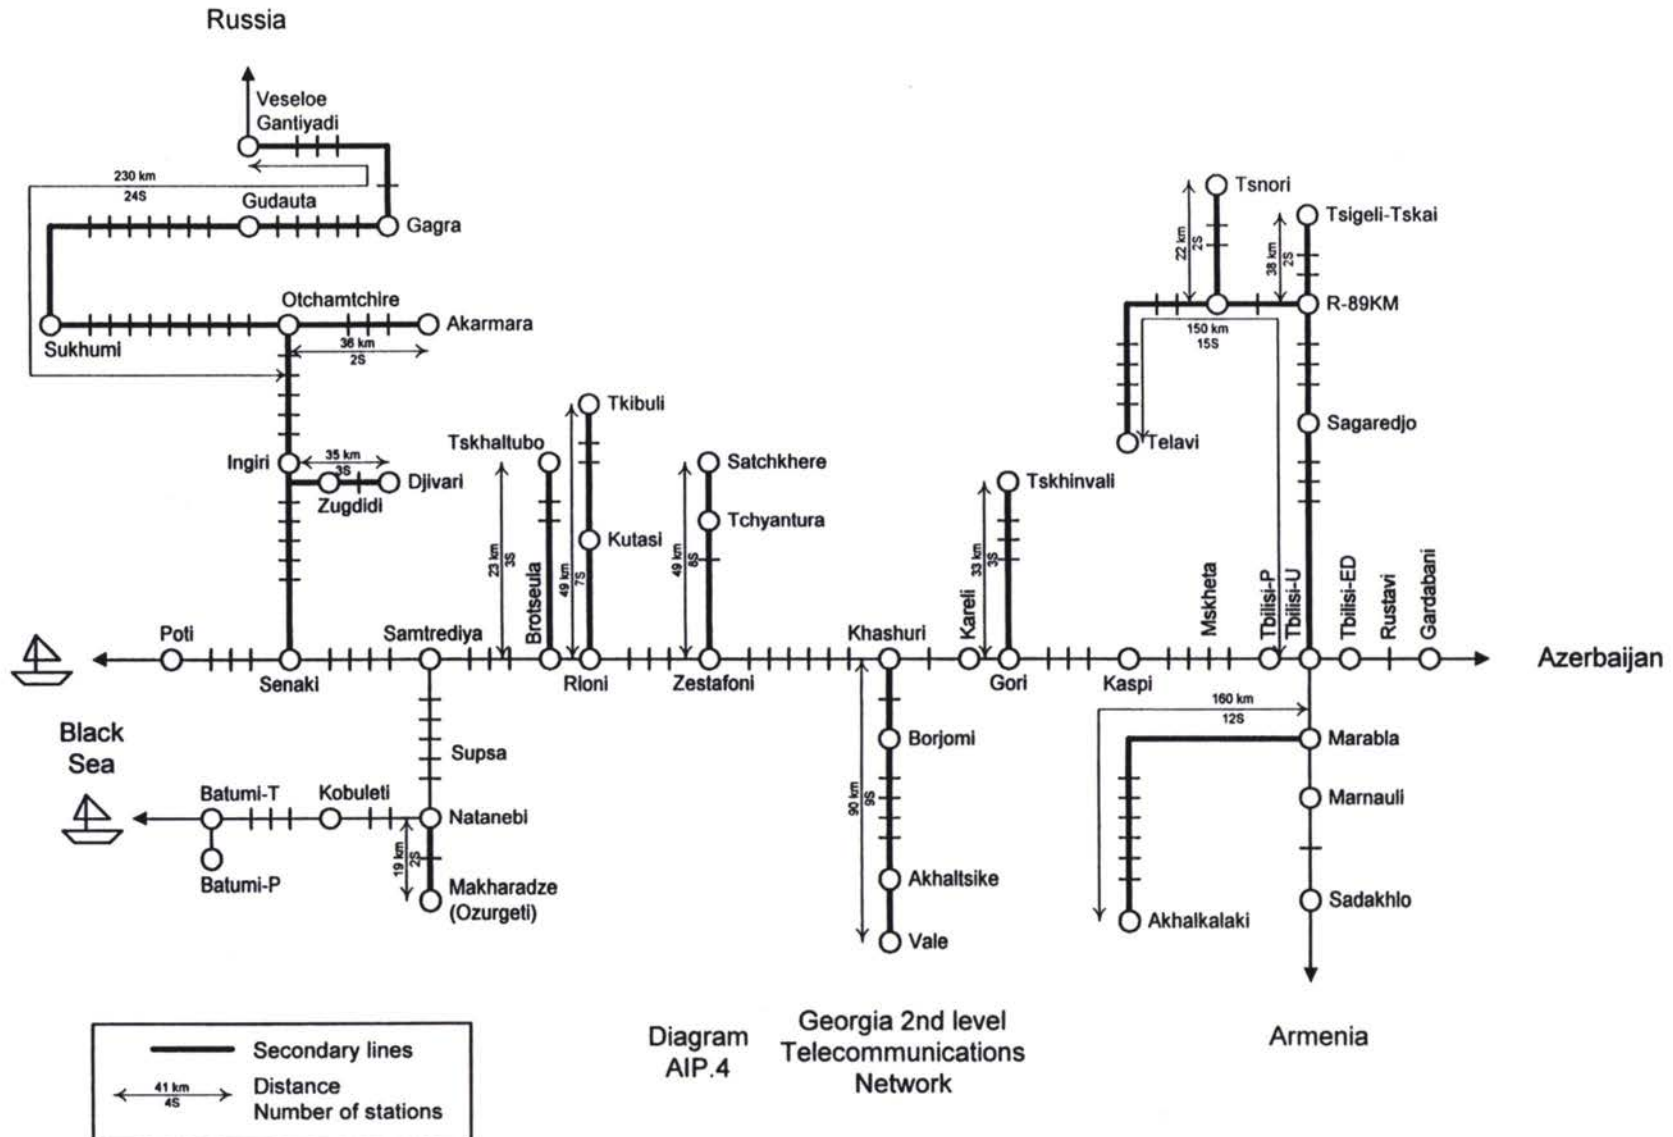 Russia
Veseloe
Gantiyadi
230 km
24S
Gudauta
Gagra
Otchamtchire
Akarmara
Sukhumi
36 km
2S
Ingiri
35 km
3S
Djivari
Zugdidi
Tskhaltubo
Tkibuli
Kutasi
23 km
3S
Brotseula
49 km
7S
Satchkhere
Tchyantura
49 km
Tskhinvali
33 km
3S
Tsnori
22 km
2S
Tsigeli-Tskai
38 km
2S
R-89KM
150 km
15S
Telavi
Sagaredjo
Poti
Senaki
Samtrediya
Rloni
Zestafoni
Khashuri
Kareli
Gori
Kaspi
Mskheta
Tbilisi-P
Tbilisi-U
Tbilisi-ED
Rustavi
Gardabani
Azerbaijan
Black
Sea
Supsa
Batumi-T
Kobuleti
Natanebi
Batumi-P
19 km
2S
Makharadze
(Ozurgeti)
90 km
9S
Borjomi
Akhaltsike
Vale
160 km
12S
Marabla
Marnauli
Sadakhlo
Akhalkalaki
Armenia
Secondary lines
41 km
4S
Distance
Number of stations
Diagram
AIP.4
Georgia 2nd level
Telecommunications
Network